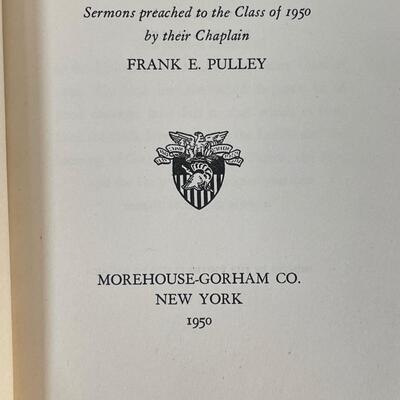 Sermons preached to the Class of 1950
by their Chaplain
FRANK E. PULLEY
MOREHOUSE-GORHAM CO.
NEW YORK
1950